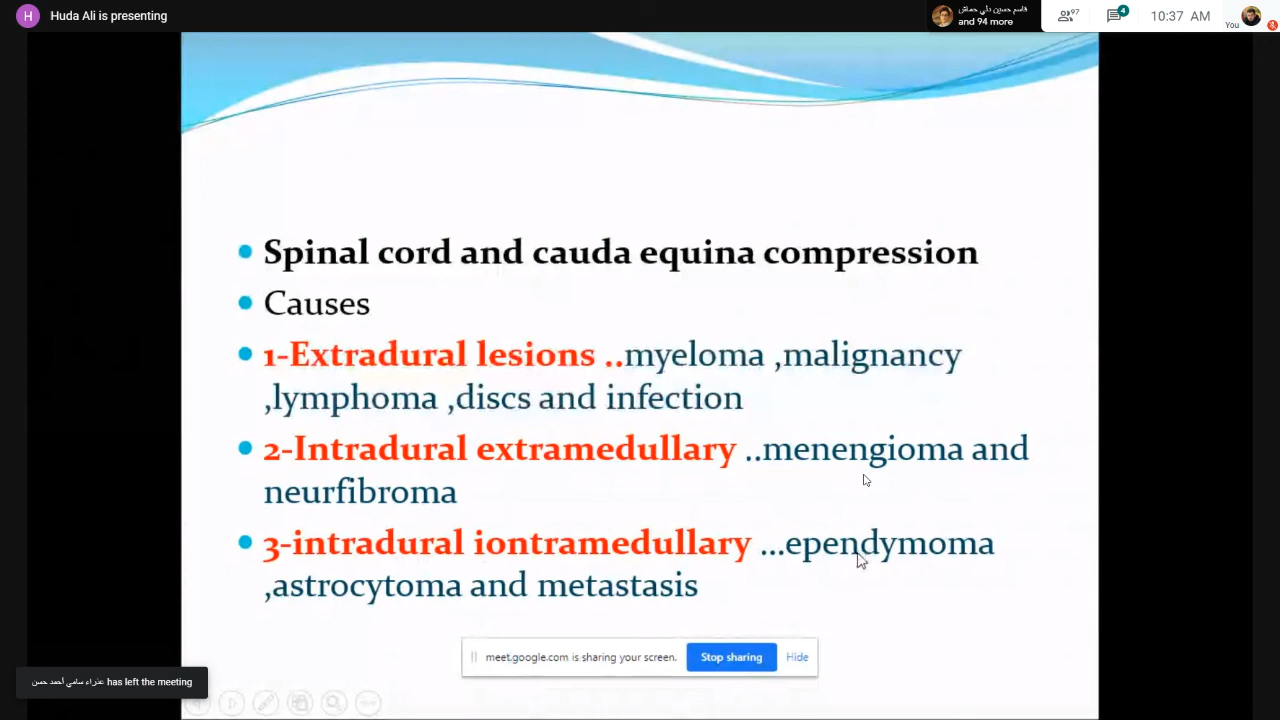 H Huda Ali is presenting
قاسم حسين دلي حماش
and 94 more
97
4
10:37 AM
You
Spinal cord and cauda equina compression
Causes
1-Extradural lesions ..myeloma ,malignancy
,lymphoma ,discs and infection
2-Intradural extramedullary ..menengioma and
neurfibroma
3-intradural iontramedullary ...ependymoma
,astrocytoma and metastasis
meet.google.com is sharing your screen. Stop sharing Hide
عذراء سامي أحمد حسن has left the meeting